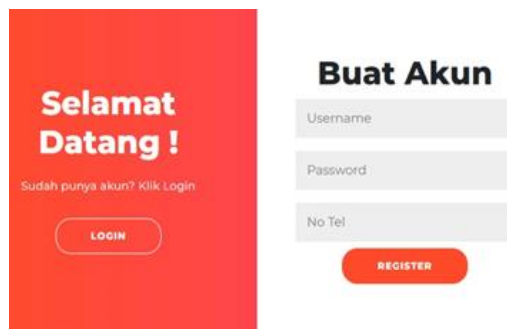 Selamat
Datang !
Sudah punya akun? Klik Login
LOGIN
Buat Akun
Username
Password
No Tel
REGISTER